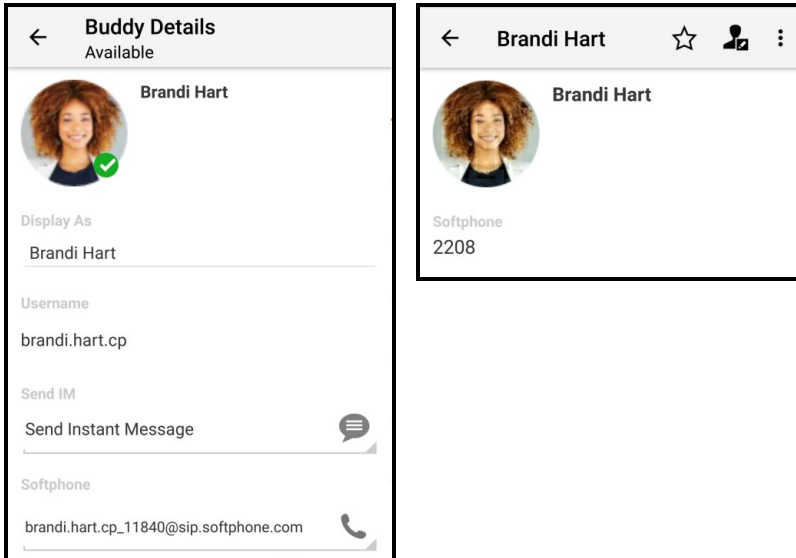 Buddy Details
Available
Brandi Hart
Display As
Brandi Hart
Username
brandi.hart.cp
Send IM
Send Instant Message
Softphone
brandi.hart.cp_11840@sip.softphone.com
Brandi Hart
Brandi Hart
Softphone
2208